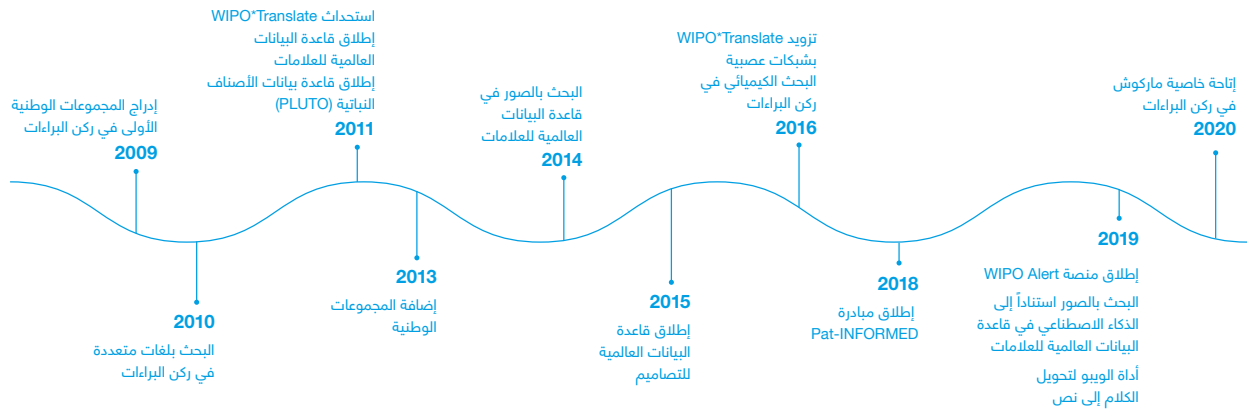 إدراج المجموعات الوطنية
الأولى في ركن البراءات
2009
2010
البحث بلغات متعددة
في ركن البراءات
استحداث WIPO*Translate
إطلاق قاعدة البيانات
العالمية للعلامات
إطلاق قاعدة بيانات الأصناف
النباتية (PLUTO)
2011
2013
إضافة المجموعات
الوطنية
البحث بالصور في
قاعدة البيانات
العالمية للعلامات
2014
2015
إطلاق قاعدة
البيانات العالمية
للتصاميم
تزويد WIPO*Translate
بشبكات عصبية
البحث الكيميائي في
ركن البراءات
2016
2018
إطلاق مبادرة
Pat-INFORMED
2019
إطلاق منصة WIPO Alert
البحث بالصور استناداً إلى
الذكاء الاصطناعي في قاعدة
البيانات العالمية للعلامات
أداة الويبو لتحويل
الكلام إلى نص
إتاحة خاصية ماركوش
في ركن البراءات
2020